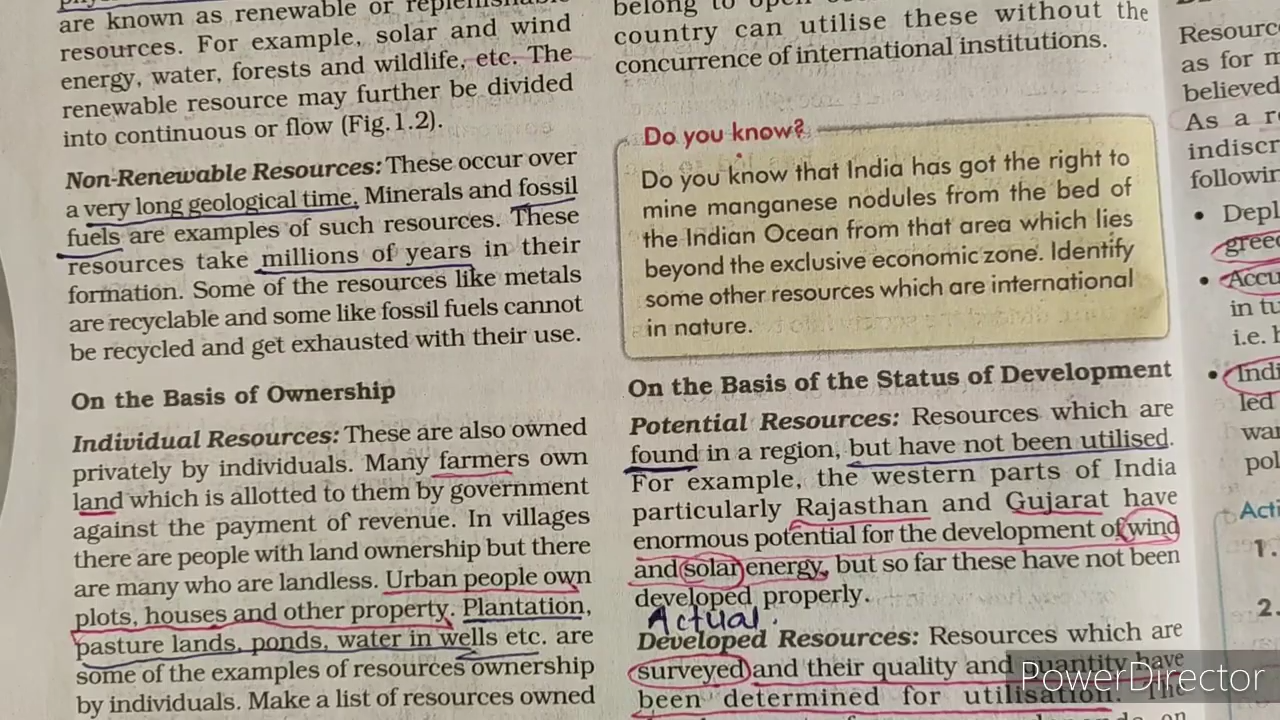 are known as renewable or
resources. For example, solar and wind
energy, water, forests and wildlife, etc. The
renewable resource may further be divided
into continuous or flow (Fig.1.2).
Non-Renewable Resources: These occur over
a very long geological time. Minerals and fossil
fuels are examples of such resources. These
resources take millions of years in their
formation. Some of the resources like metals
are recyclable and some like fossil fuels cannot
be recycled and get exhausted with their use.
On the Basis of Ownership
Individual Resources: These are also owned
privately by individuals. Many farmers own
land which is allotted to them by government
against the payment of revenue. In villages
there are people with land ownership but there
are many who are landless. Urban people own
plots, houses and other property. Plantation,
pasture lands, ponds, water in wells etc. are
some of the examples of resources ownership
by individuals. Make a list of resources owned
belong to
country can utilise these without the
concurrence of international institutions.
Do you know?
Do you know that India has got the right to
mine manganese nodules from the bed of
the Indian Ocean from that area which lies
beyond the exclusive economic zone. Identify
some other resources which are international
in nature.
On the Basis of the Status of Development
Potential Resources: Resources which are
found in a region, but have not been utilised.
For example, the western parts of India
particularly Rajasthan and Gujarat have
enormous potential for the development of wind
and solar energy, but so far these have not been
developed properly.
Actual.
Developed Resources: Resources which are
surveyed and their quality and quantity have
been determined for utilisation. The
as for
believed
As a
• 
• 
in
i.e.
• 
led
1.
2.
PowerDirector